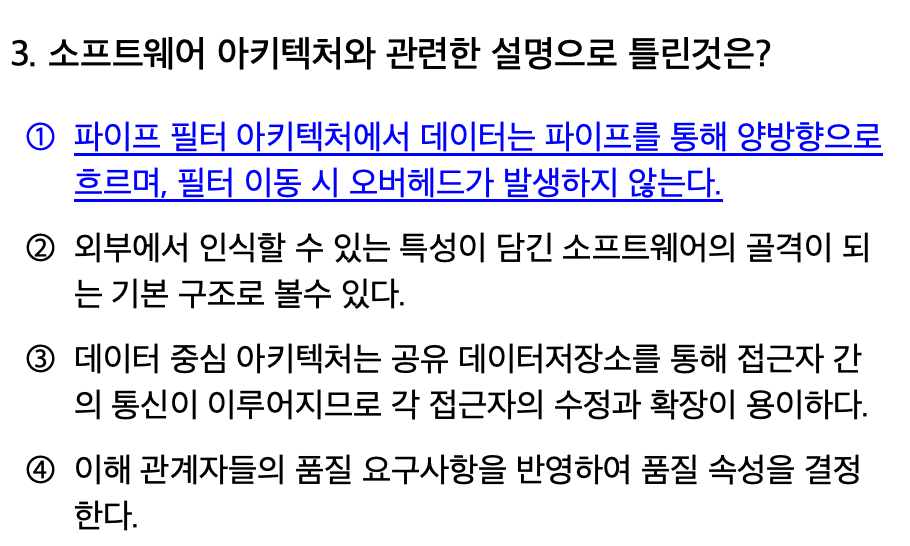 3. 소프트웨어 아키텍처와 관련한 설명으로 틀린것은?
① 파이프 필터 아키텍처에서 데이터는 파이프를 통해 양방향으로
흐르며, 필터 이동 시 오버헤드가 발생하지 않는다.
② 외부에서 인식할 수 있는 특성이 담긴 소프트웨어의 골격이 되
는 기본 구조로 볼수 있다.
③ 데이터 중심 아키텍처는 공유 데이터저장소를 통해 접근자 간
의 통신이 이루어지므로 각 접근자의 수정과 확장이 용이하다.
④ 이해 관계자들의 품질 요구사항을 반영하여 품질 속성을 결정
한다.